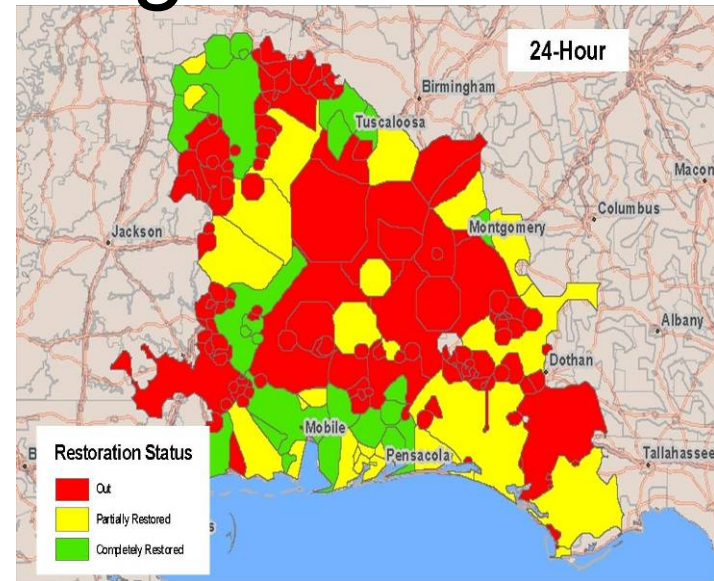 24-Hour
Birmingham
Tuscaloosa
Macon
Columbus
Montgomery
Jackson
Albany
Dothan
Mobile
Pensacola
Tallahassee
Restoration Status
Out
Partially Restored
Completely Restored